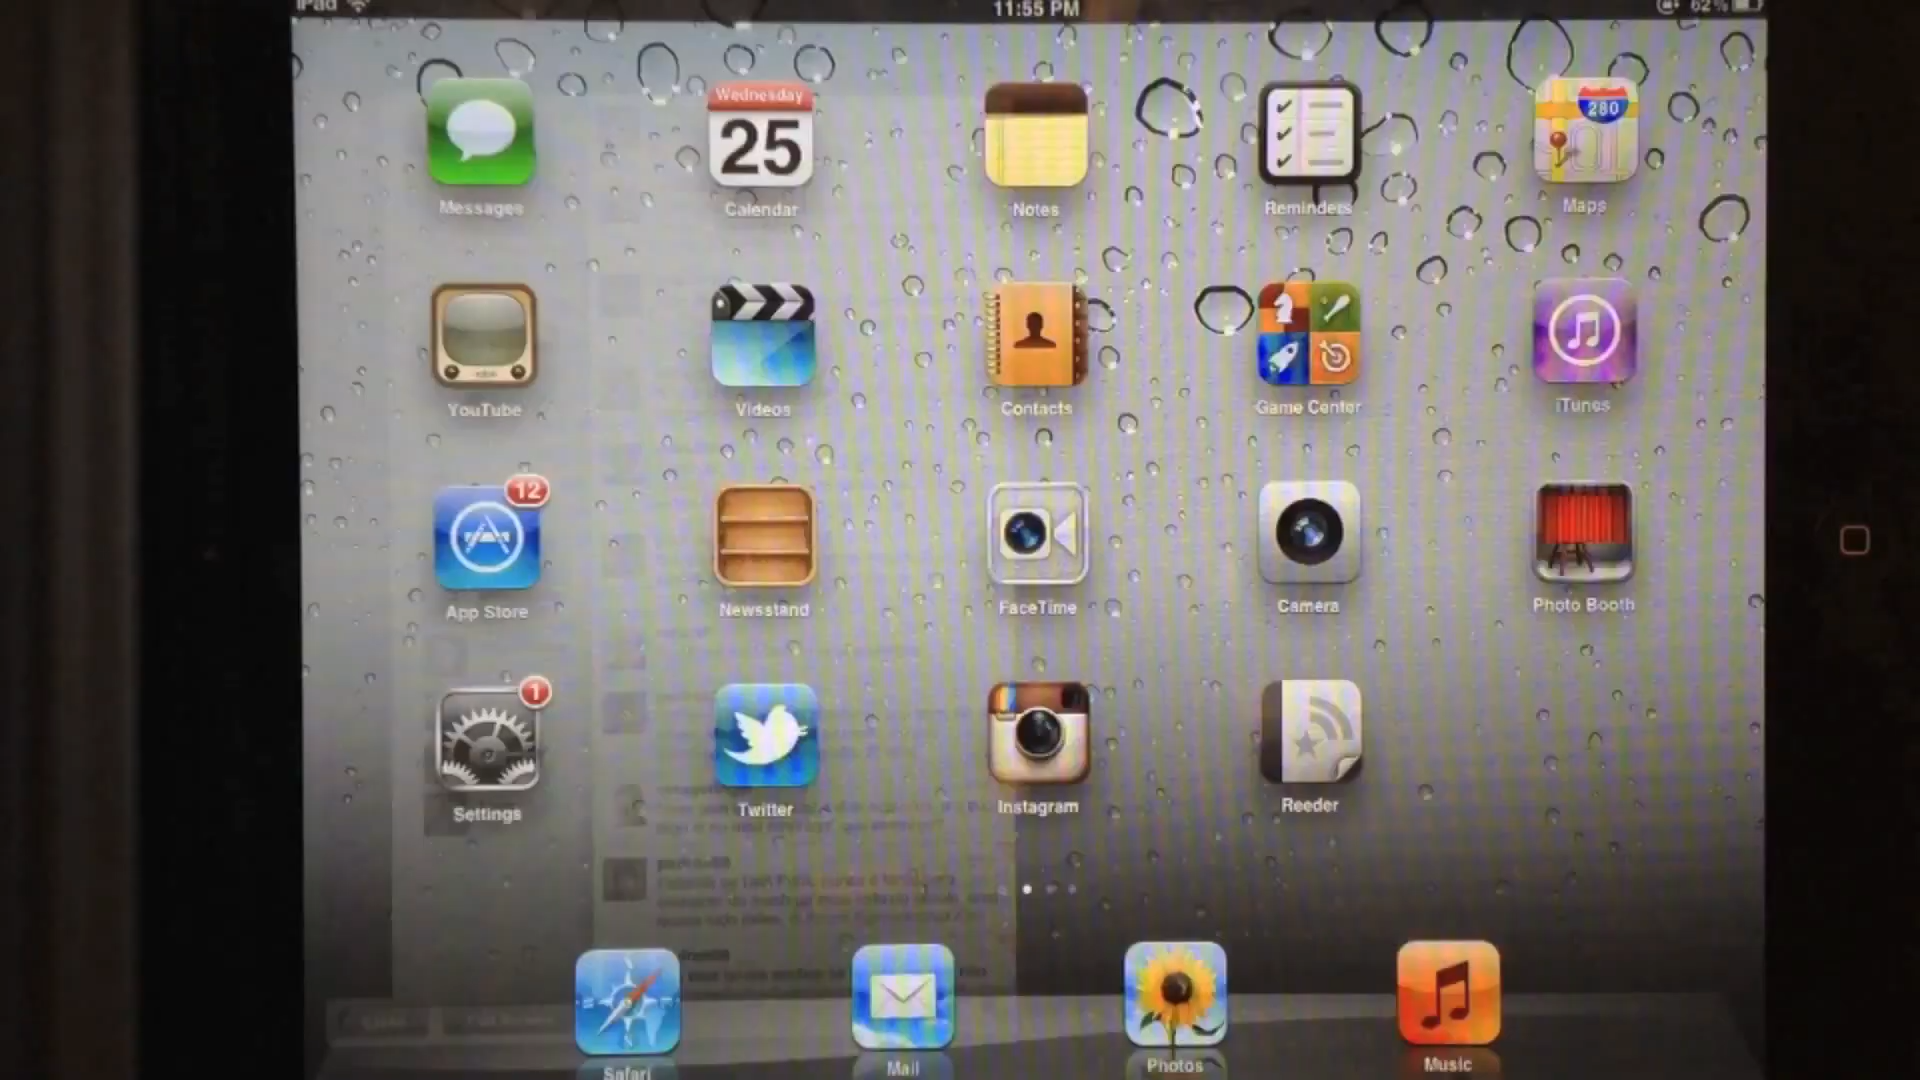 iPad 11:55 PM 62%
Wednesday
25
280
Messages Calendar Notes Reminders Maps
YouTube Videos Contacts Game Center iTunes
12
App Store Newsstand FaceTime Camera Photo Booth
1
Settings Twitter Instagram Reeder
Safari Mail Photos Music